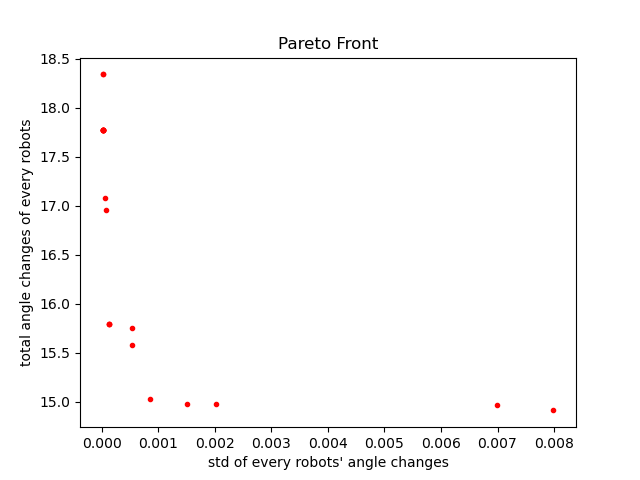 Pareto Front
total angle changes of every robots
18.5
18.0
17.5
17.0
16.5
16.0
15.5
15.0
0.000 0.001 0.002 0.003 0.004 0.005 0.006 0.007 0.008
std of every robots' angle changes